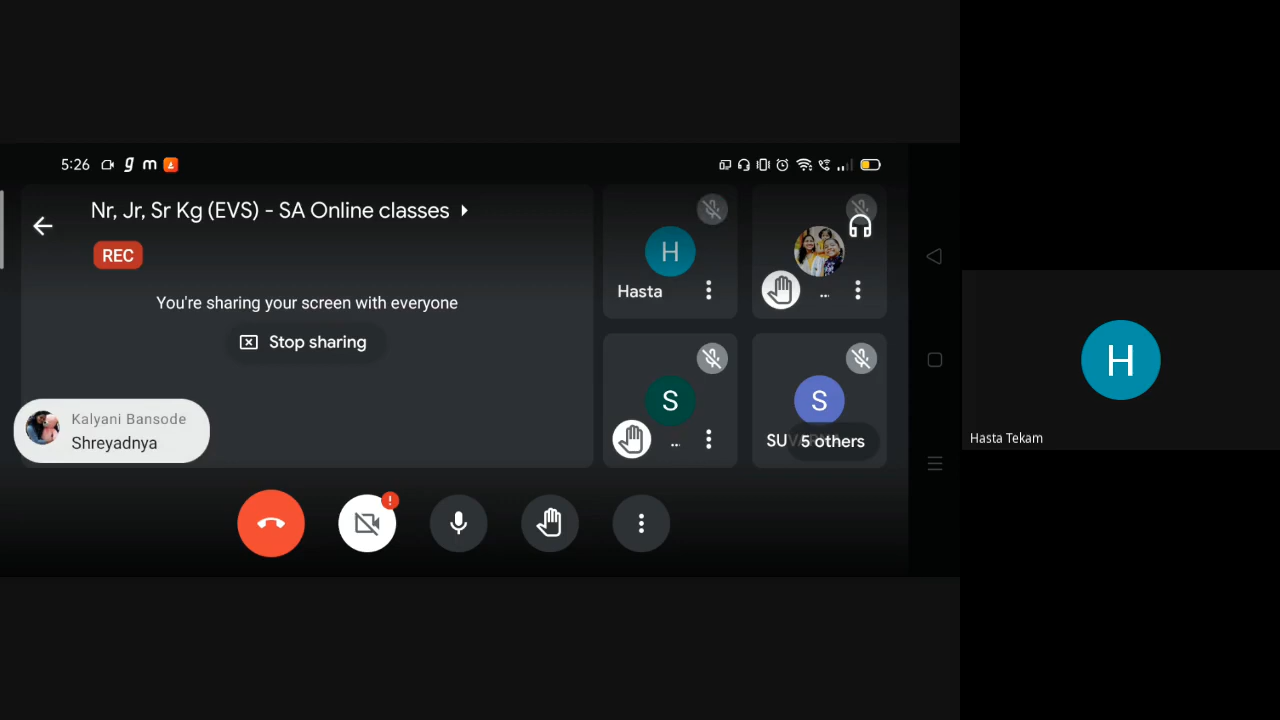 5:26 g m
Nr, Jr, Sr Kg (EVS) - SA Online classes
REC
You're sharing your screen with everyone
Stop sharing
Kalyani Bansode
Shreyadnya
H
Hasta
...
S
...
S
5 others
H
Hasta Tekam